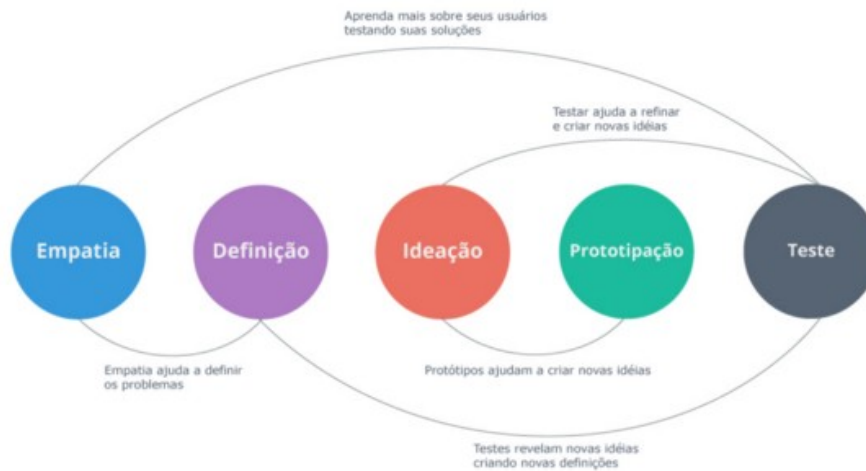 Aprenda mais sobre seus usuários
testando suas soluções
Testar ajuda a refinar
e criar novas idéias
Empatia
Definição
Ideação
Prototipação
Teste
Empatia ajuda a definir
os problemas
Protótipos ajudam a criar novas idéias
Testes revelam novas idéias
criando novas definições